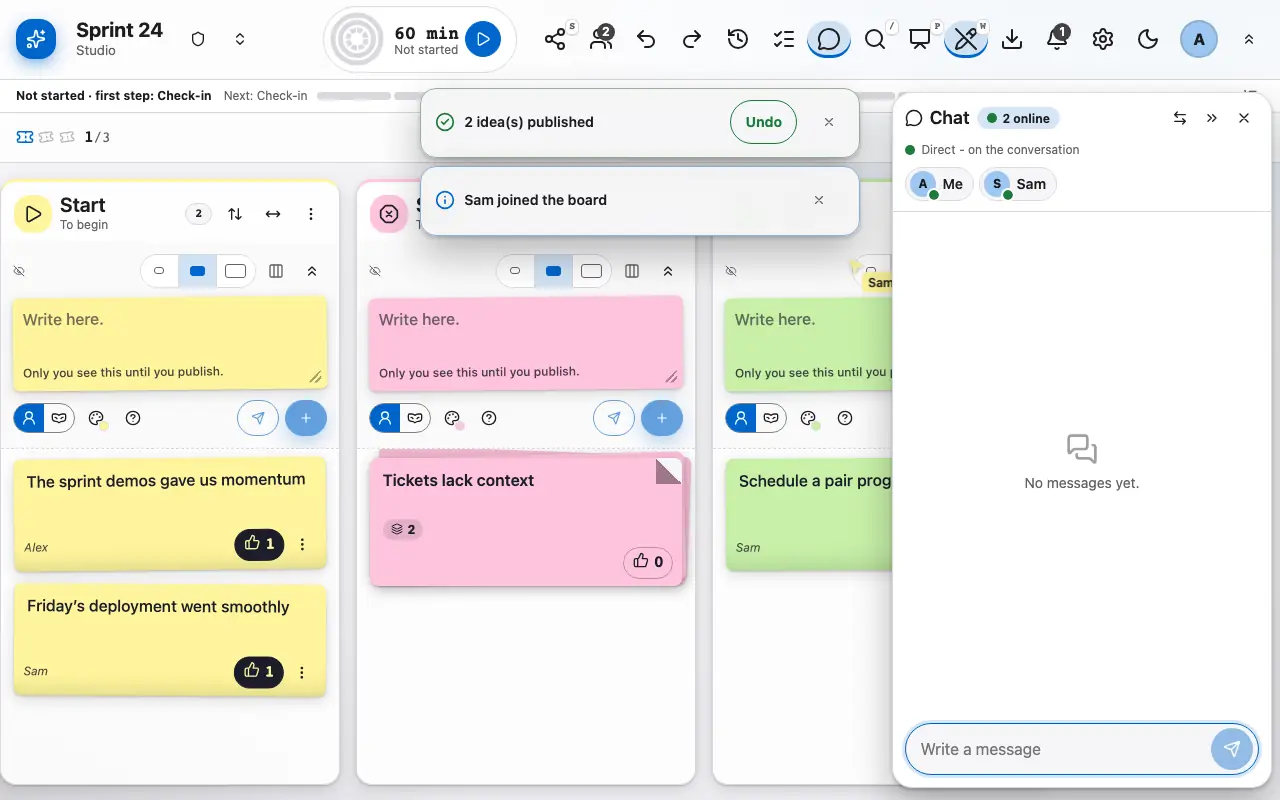 Sprint 24
Studio
60 min
Not started
S
2
/
P
W
1
A
Not started · first step: Check-in
Next: Check-in
1/3
2 idea(s) published
Undo
Sam joined the board
Chat
2 online
Direct - on the conversation
A Me
S Sam
No messages yet.
Write a message
Start
To begin
2
Write here.
Only you see this until you publish.
The sprint demos gave us momentum
Alex
1
Friday’s deployment went smoothly
Sam
1
Write here.
Only you see this until you publish.
Tickets lack context
2
0
Sam
Write here.
Only you see this until you
Schedule a pair prog
Sam